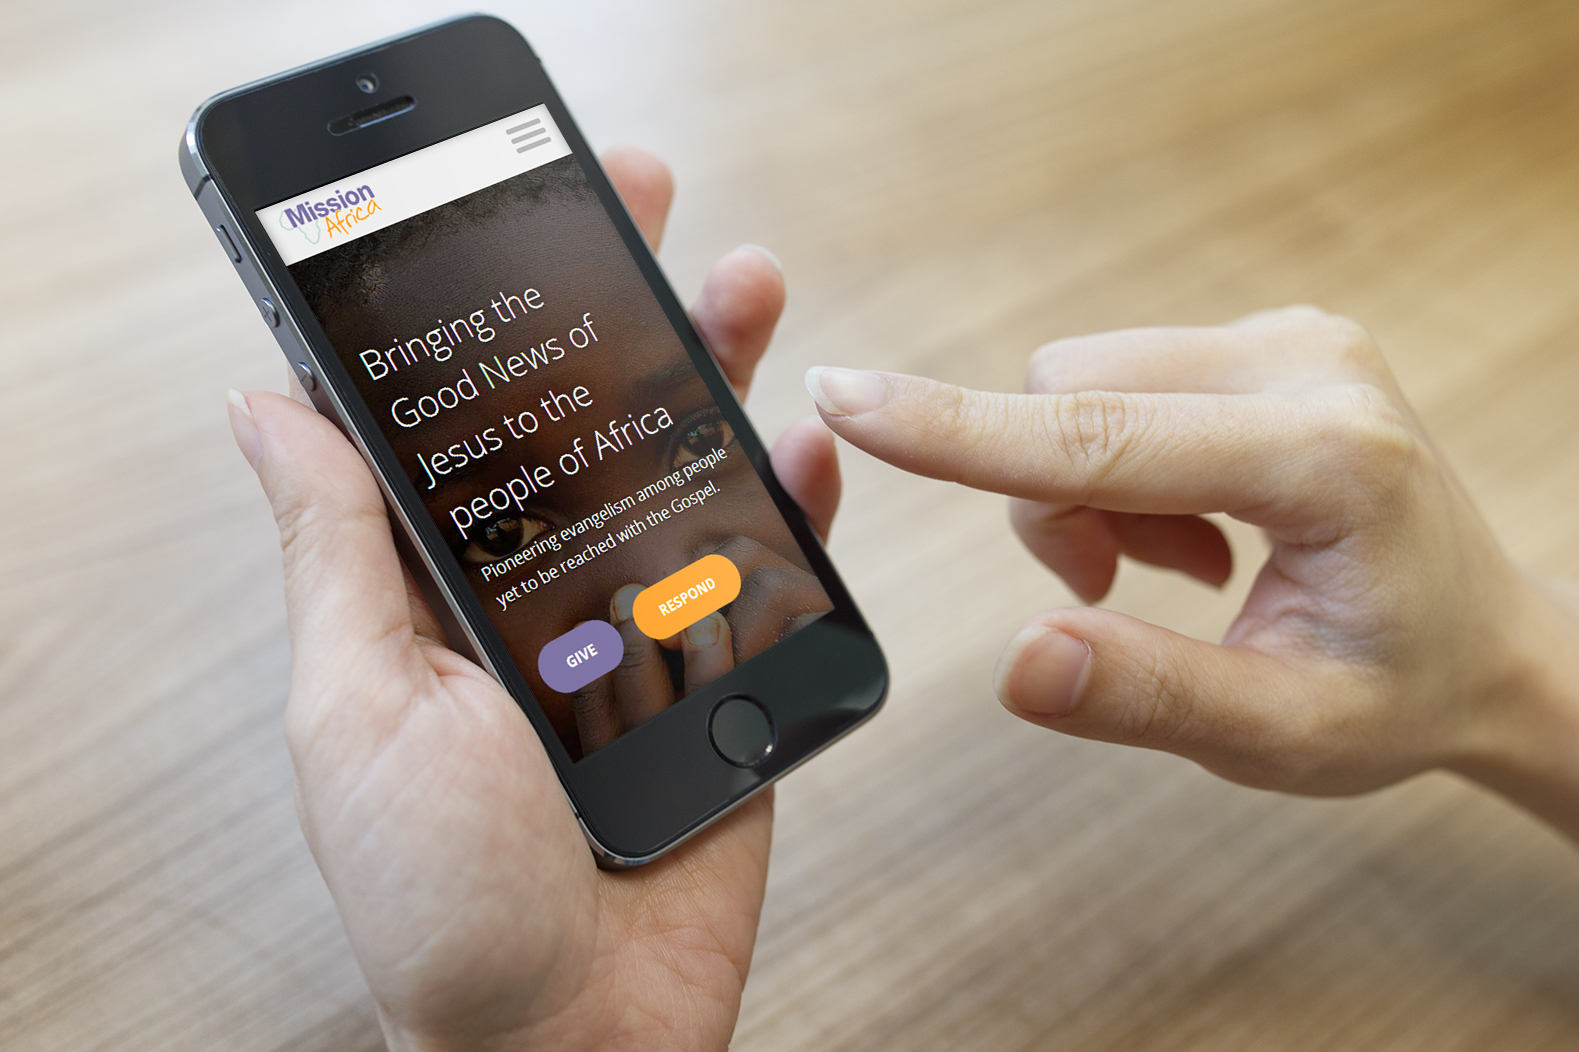 Mission
Africa
Bringing the
Good News of
Jesus to the
people of Africa
Pioneering evangelism among people
yet to be reached with the Gospel.
GIVE
RESPOND